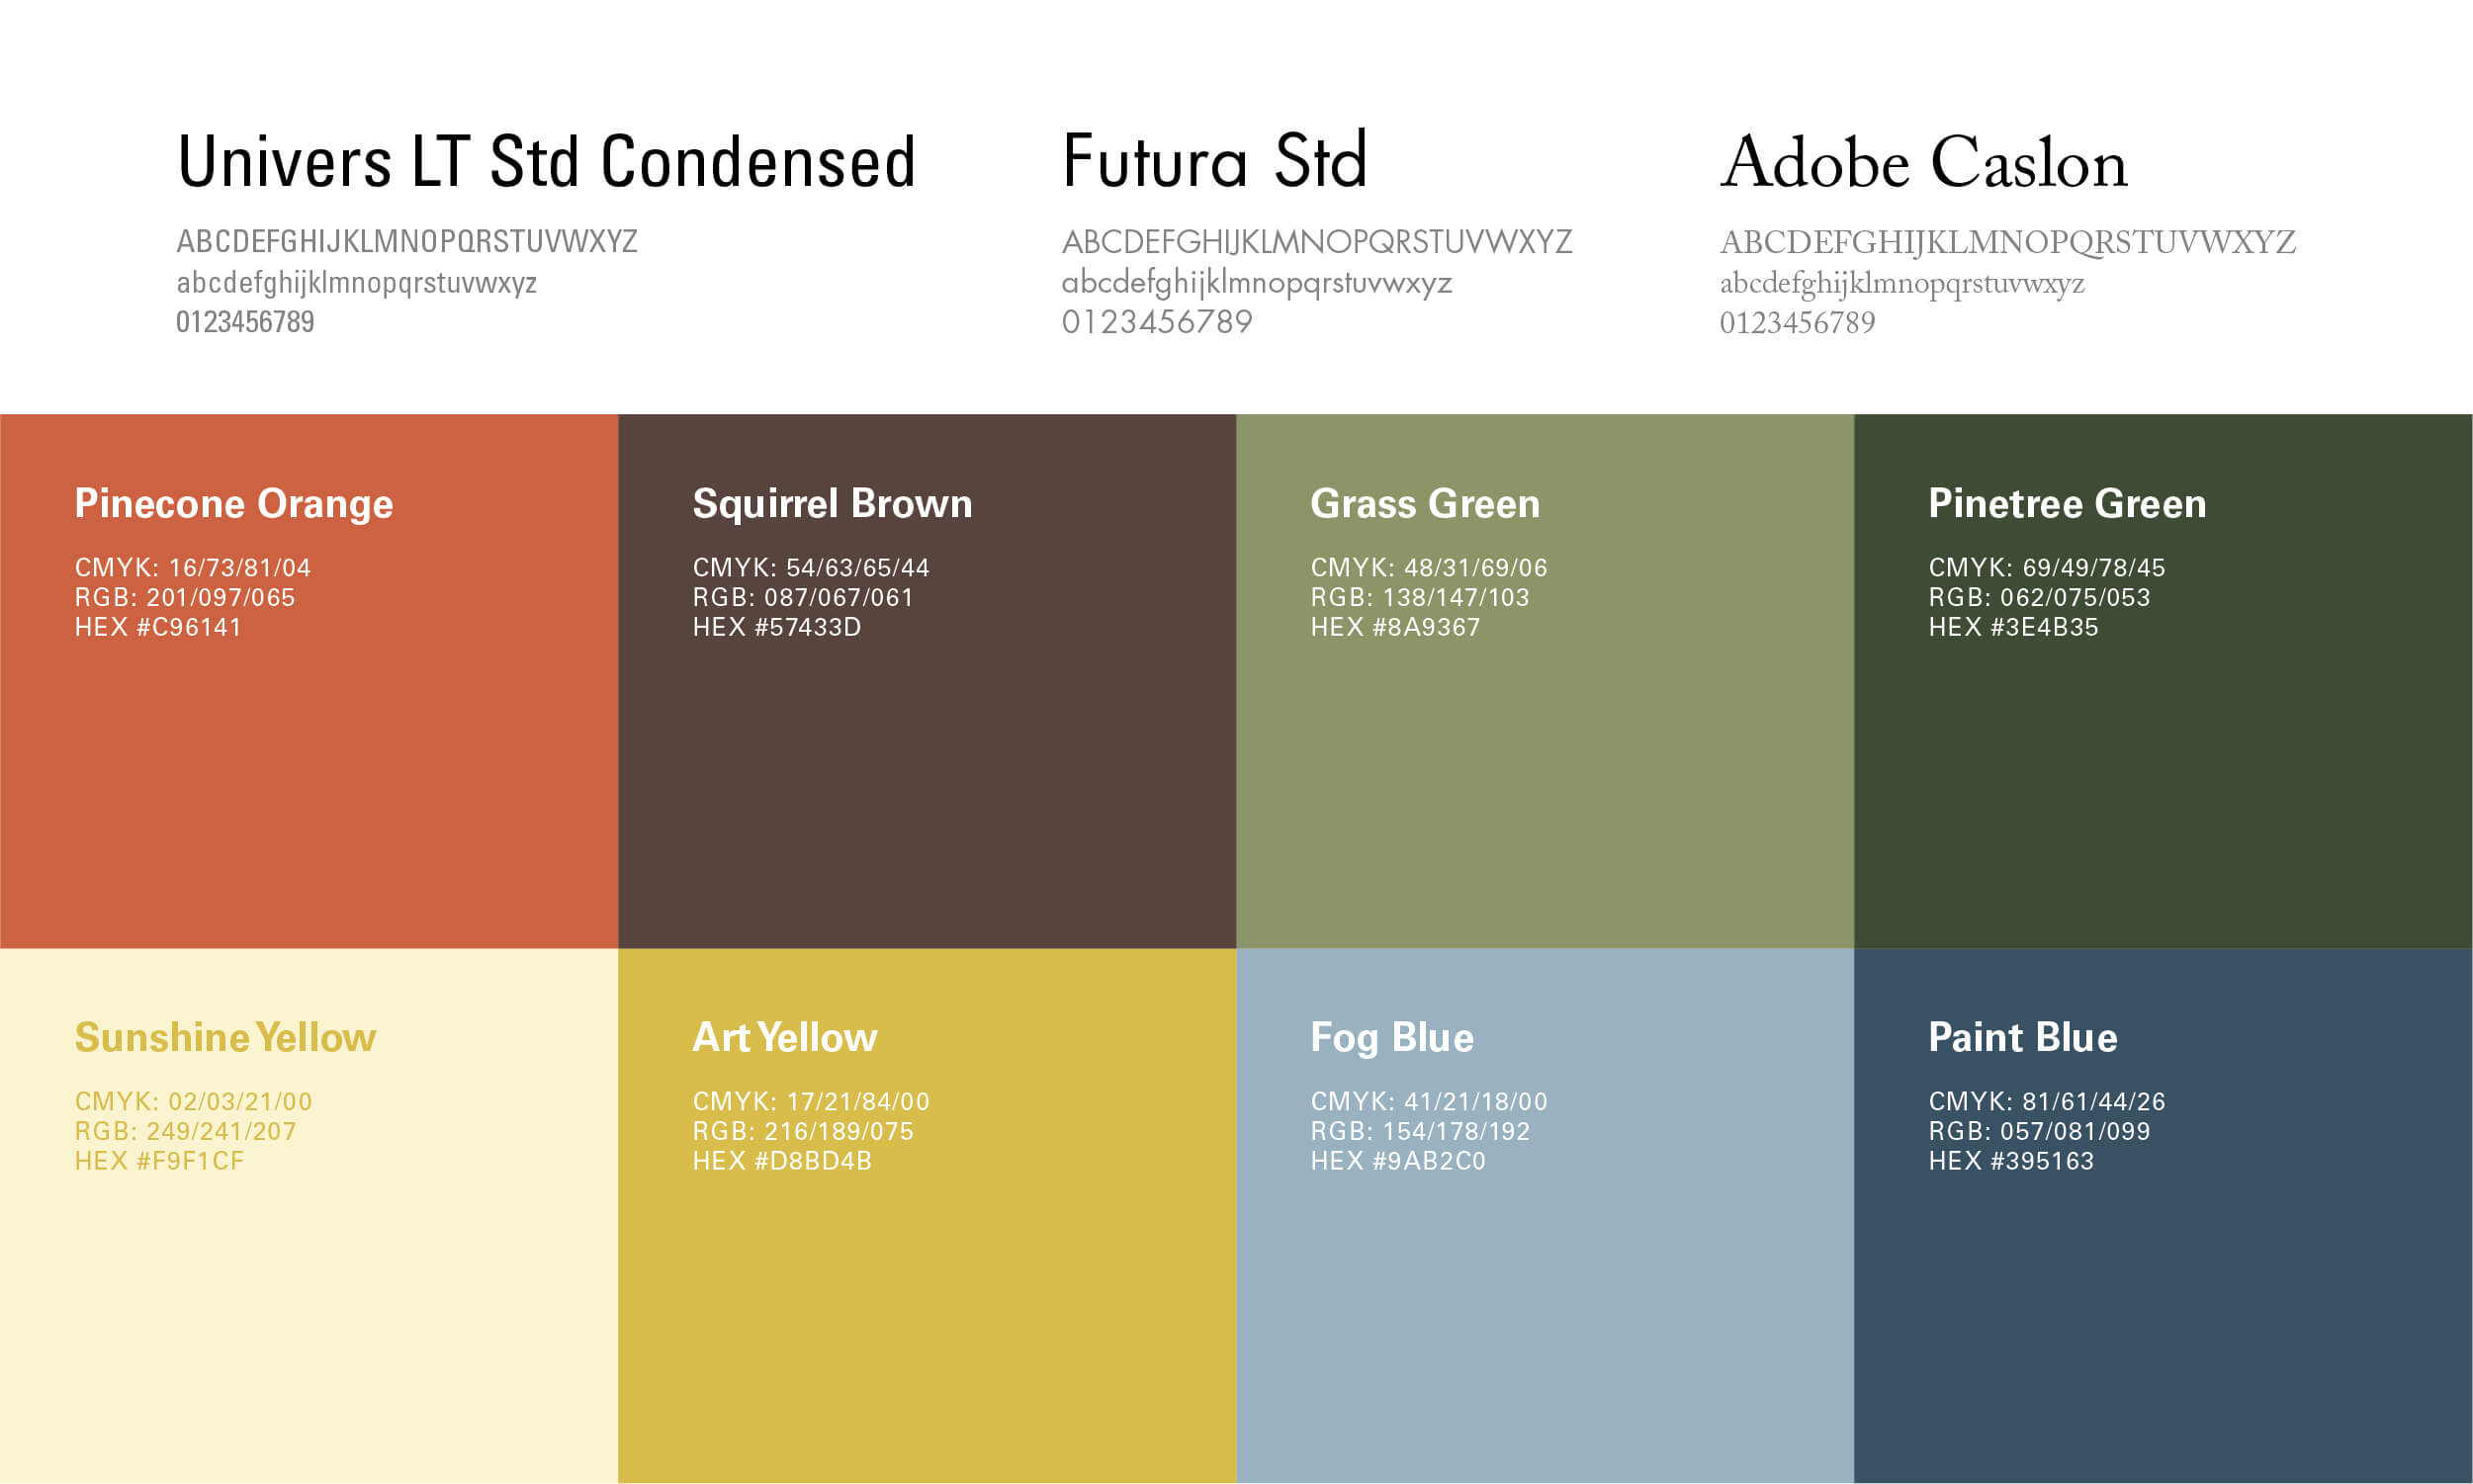 Univers LT Std Condensed
ABCDEFGHIJKLMNOPQRSTUVWXYZ
abcdefghijklmnopqrstuvwxyz
0123456789
Futura Std
ABCDEFGHIJKLMNOPQRSTUVWXYZ
abcdefghijklmnopqrstuvwxyz
0123456789
Adobe Caslon
ABCDEFGHIJKLMNOPQRSTUVWXYZ
abcdefghijklmnopqrstuvwxyz
0123456789
Pinecone Orange
CMYK: 16/73/81/04
RGB: 201/097/065
HEX #C96141
Squirrel Brown
CMYK: 54/63/65/44
RGB: 087/067/061
HEX #57433D
Grass Green
CMYK: 48/31/69/06
RGB: 138/147/103
HEX #8A9367
Pinetree Green
CMYK: 69/49/78/45
RGB: 062/075/053
HEX #3E4B35
Sunshine Yellow
CMYK: 02/03/21/00
RGB: 249/241/207
HEX #F9F1CF
Art Yellow
CMYK: 17/21/84/00
RGB: 216/189/075
HEX #D8BD4B
Fog Blue
CMYK: 41/21/18/00
RGB: 154/178/192
HEX #9AB2C0
Paint Blue
CMYK: 81/61/44/26
RGB: 057/081/099
HEX #395163